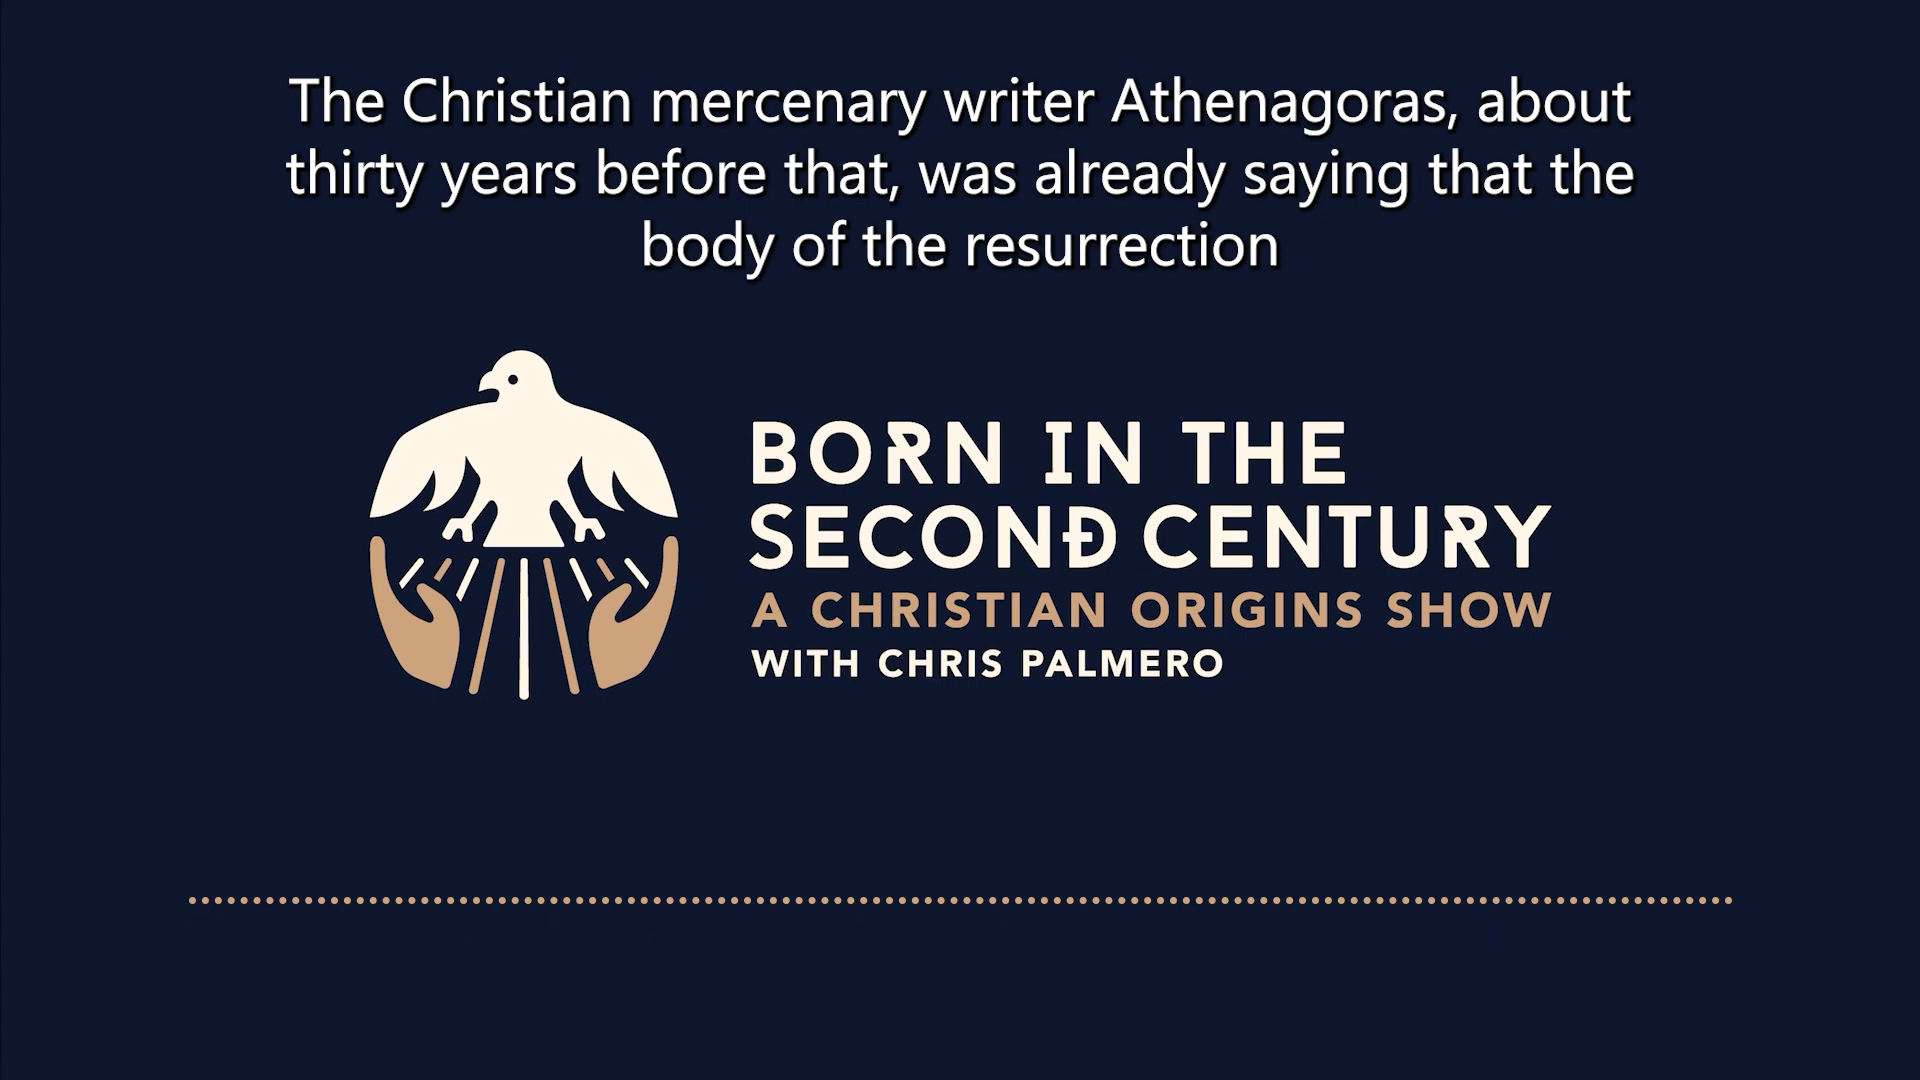 The Christian mercenary writer Athenagoras, about
thirty years before that, was already saying that the
body of the resurrection
BORN IN THE
SECOND CENTURY
A CHRISTIAN ORIGINS SHOW
WITH CHRIS PALMERO